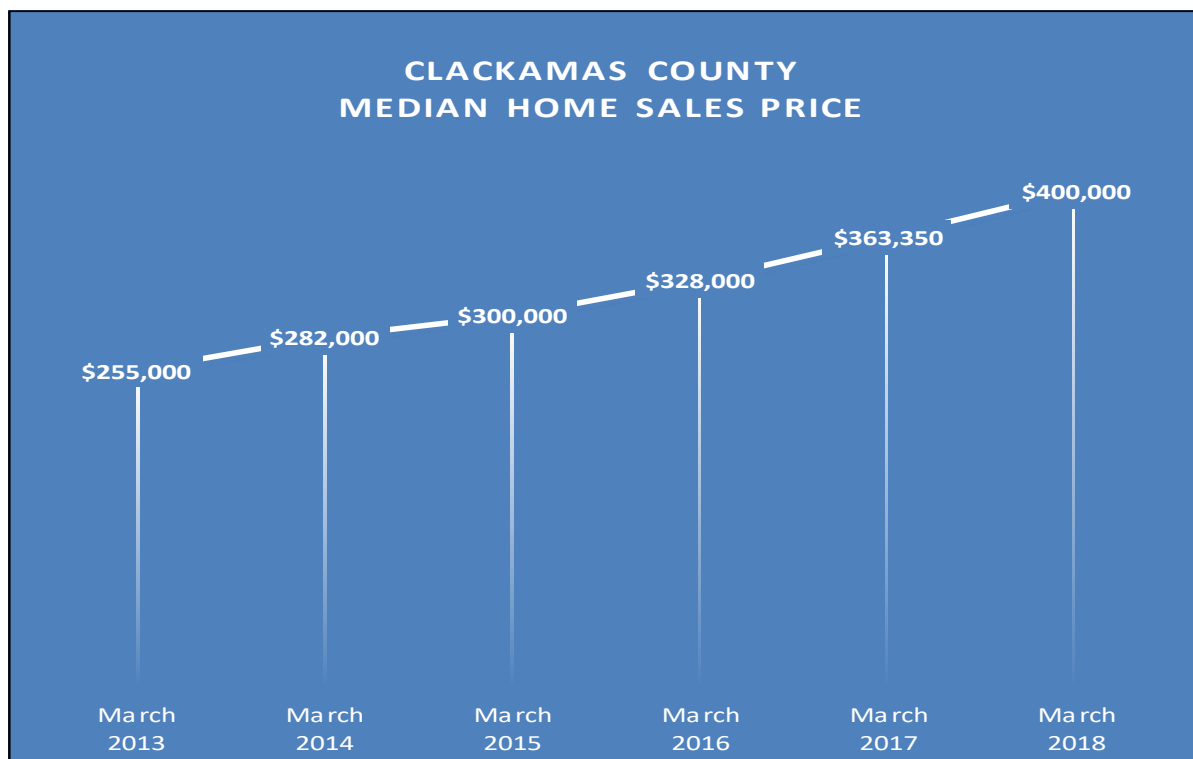 CLACKAMAS COUNTY
MEDIAN HOME SALES PRICE
$255,000
$282,000
$300,000
$328,000
$363,350
$400,000
March
2013
March
2014
March
2015
March
2016
March
2017
March
2018